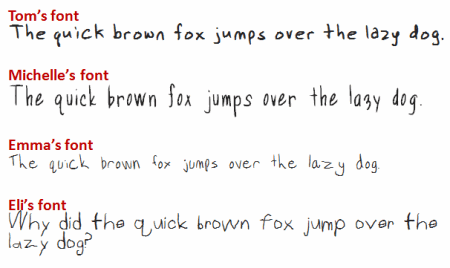 Tom's font
The quick brown fox jumps over the lazy dog.
Michelle's font
The quick brown fox jumps over the lazy dog.
Emma's font
The quick brown fox jumps over the lazy dog.
Eli's font
Why did the quick brown fox jump over the
lazy dog?